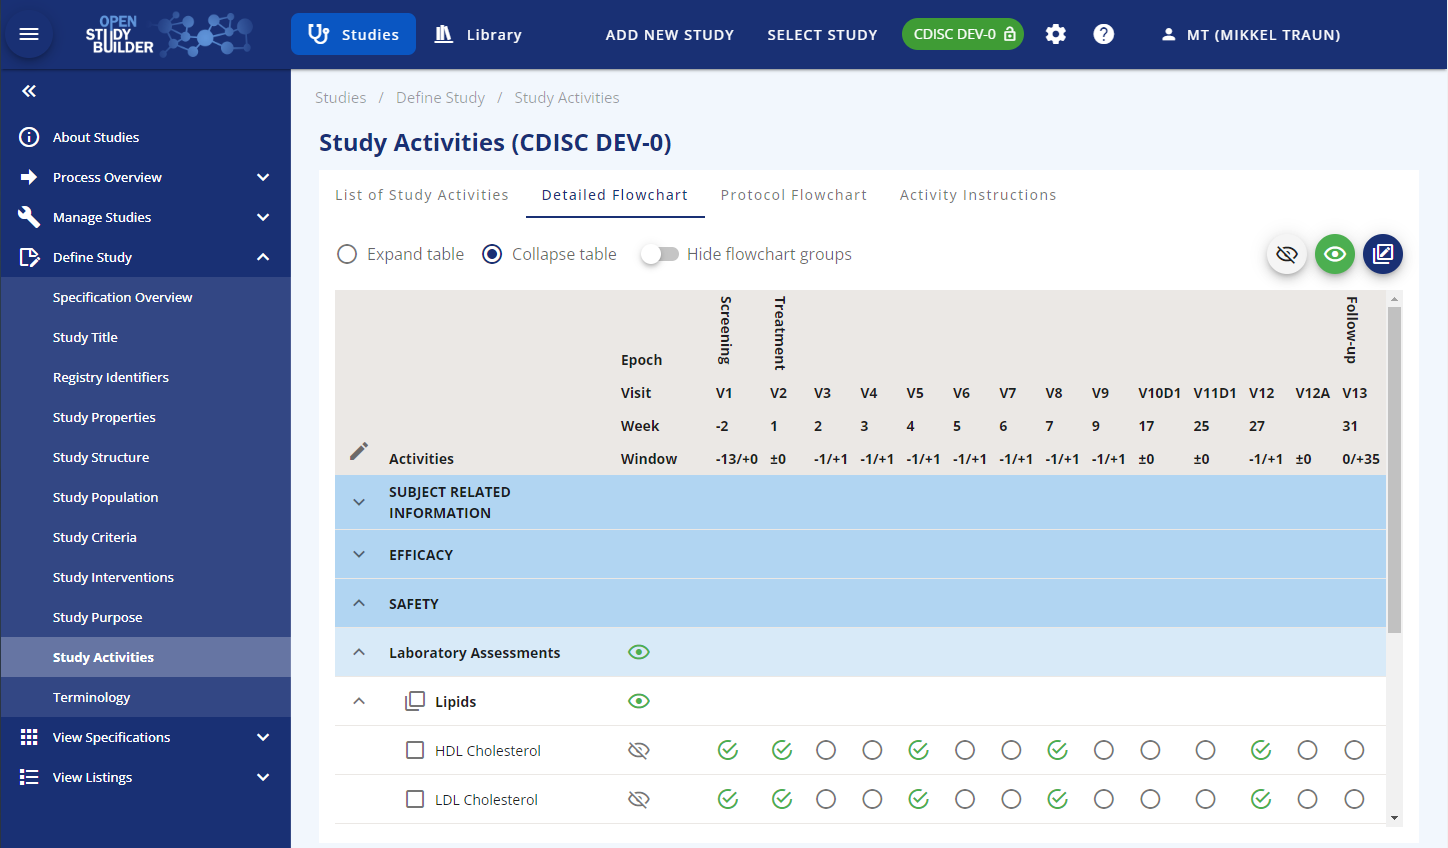 OPEN
STUDY
BUILDER
Studies
Library
ADD NEW STUDY
SELECT STUDY
CDISC DEV-0
MT (MIKKEL TRAUN)
About Studies
Process Overview
Manage Studies
Define Study
Specification Overview
Study Title
Registry Identifiers
Study Properties
Study Structure
Study Population
Study Criteria
Study Interventions
Study Purpose
Study Activities
Terminology
View Specifications
View Listings
Studies / Define Study / Study Activities
Study Activities (CDISC DEV-0)
List of Study Activities Detailed Flowchart Protocol Flowchart Activity Instructions
Expand table Collapse table Hide flowchart groups
Epoch Screening Treatment Follow-up
Visit V1 V2 V3 V4 V5 V6 V7 V8 V9 V10D1 V11D1 V12 V12A V13
Week -2 1 2 3 4 5 6 7 9 17 25 27 31
Activities Window -13/+0 ±0 -1/+1 -1/+1 -1/+1 -1/+1 -1/+1 -1/+1 -1/+1 ±0 ±0 -1/+1 ±0 0/+35
SUBJECT RELATED
INFORMATION
EFFICACY
SAFETY
Laboratory Assessments
Lipids
HDL Cholesterol
LDL Cholesterol